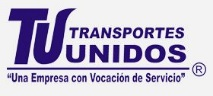 TU TRANSPORTES
UNIDOS
"Una Empresa con Vocación de Servicio" ®